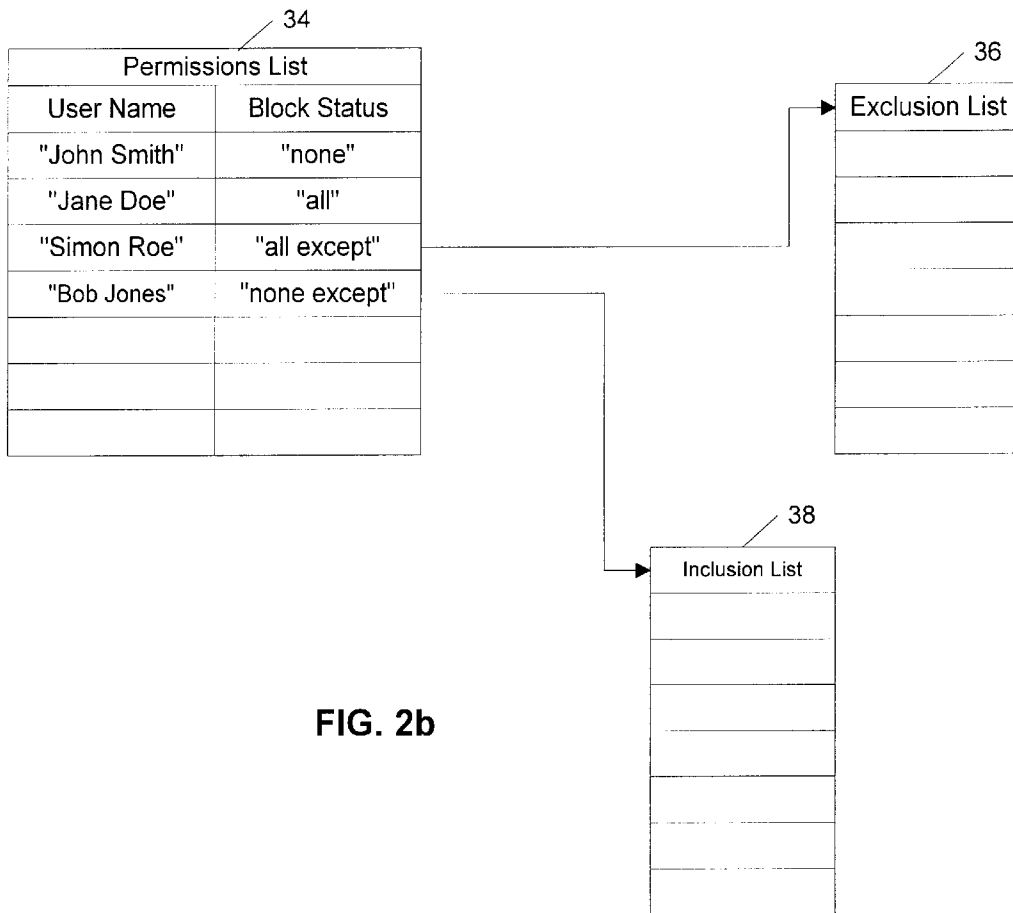 34
Permissions List
User Name Block Status
"John Smith" "none"
"Jane Doe" "all"
"Simon Roe" "all except"
"Bob Jones" "none except"
36
Exclusion List
38
Inclusion List
FIG. 2b